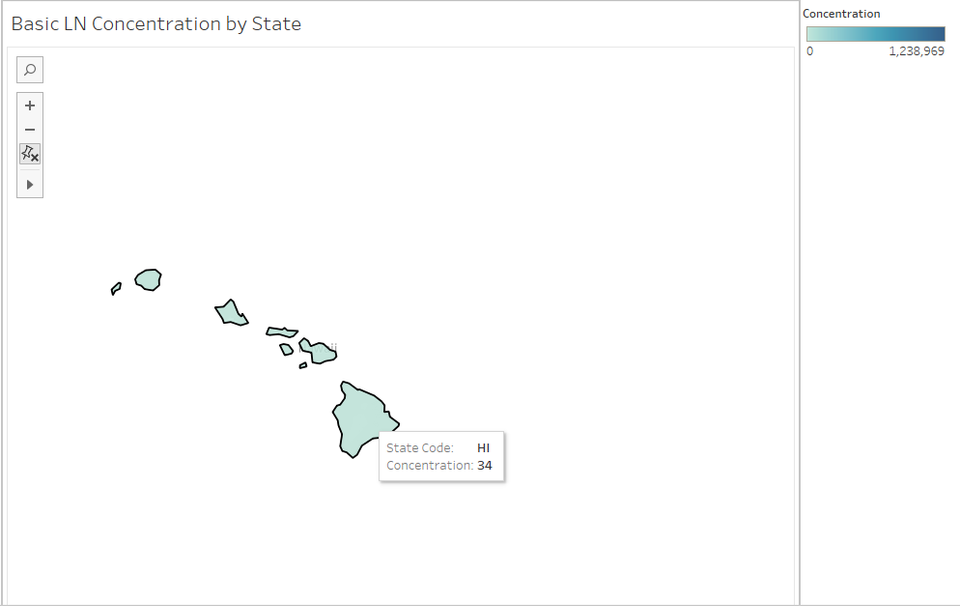 Basic LN Concentration by State
Concentration
0 1,238,969
State Code: HI
Concentration: 34